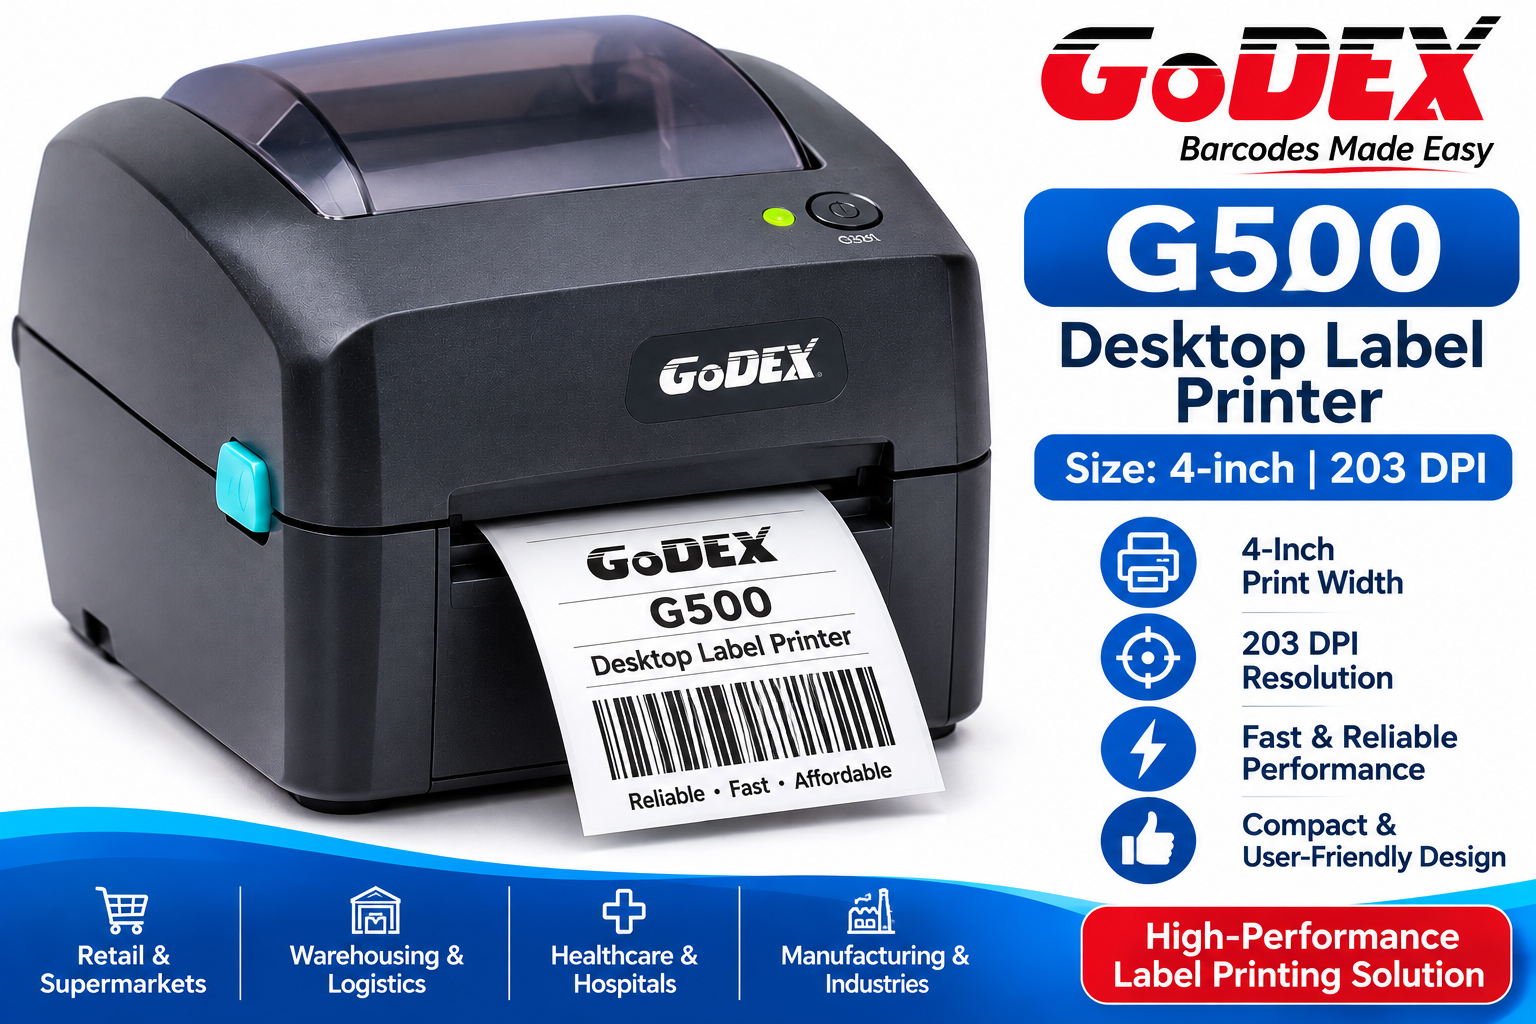 GoDEX
Barcodes Made Easy
G500
Desktop Label
Printer
Size: 4-inch | 203 DPI
4-Inch
Print Width
203 DPI
Resolution
Fast & Reliable
Performance
Compact &
User-Friendly Design
GoDEX
GoDEX
G500
Desktop Label Printer
Reliable • Fast • Affordable
Retail &
Supermarkets
Warehousing &
Logistics
Healthcare &
Hospitals
Manufacturing &
Industries
High-Performance
Label Printing Solution